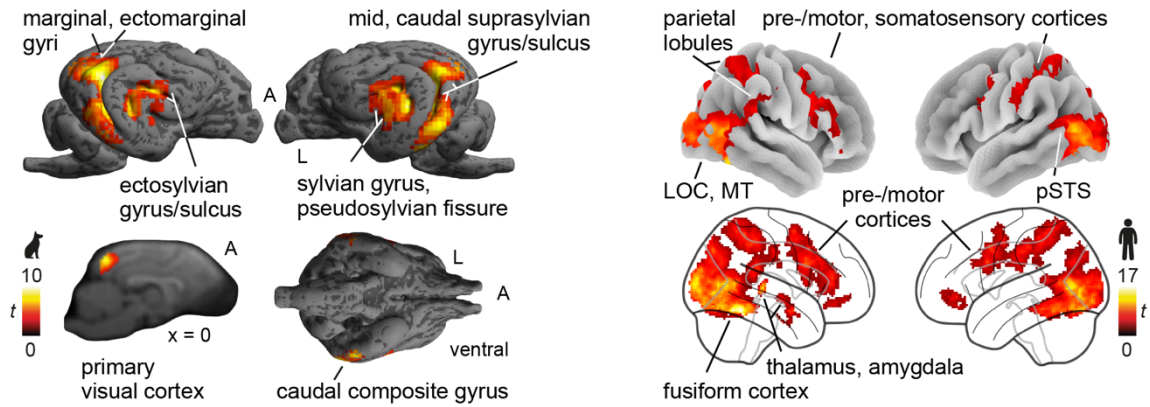 marginal, ectomarginal
gyri
mid, caudal suprasylvian
gyrus/sulcus
A
L
ectosylvian
gyrus/sulcus
sylvian gyrus,
pseudosylvian fissure
10
t
0
A
x = 0
primary
visual cortex
L
A
ventral
caudal composite gyrus
parietal
lobules
pre-/motor, somatosensory cortices
LOC, MT
pSTS
pre-/motor
cortices
thalamus, amygdala
fusiform cortex
17
t
0